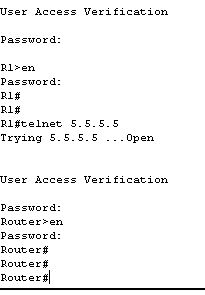 User Access Verification
Password:
R1>en
Password:
R1#
R1#
R1#telnet 5.5.5.5
Trying 5.5.5.5 ...Open
User Access Verification
Password:
Router>en
Password:
Router#
Router#
Router#